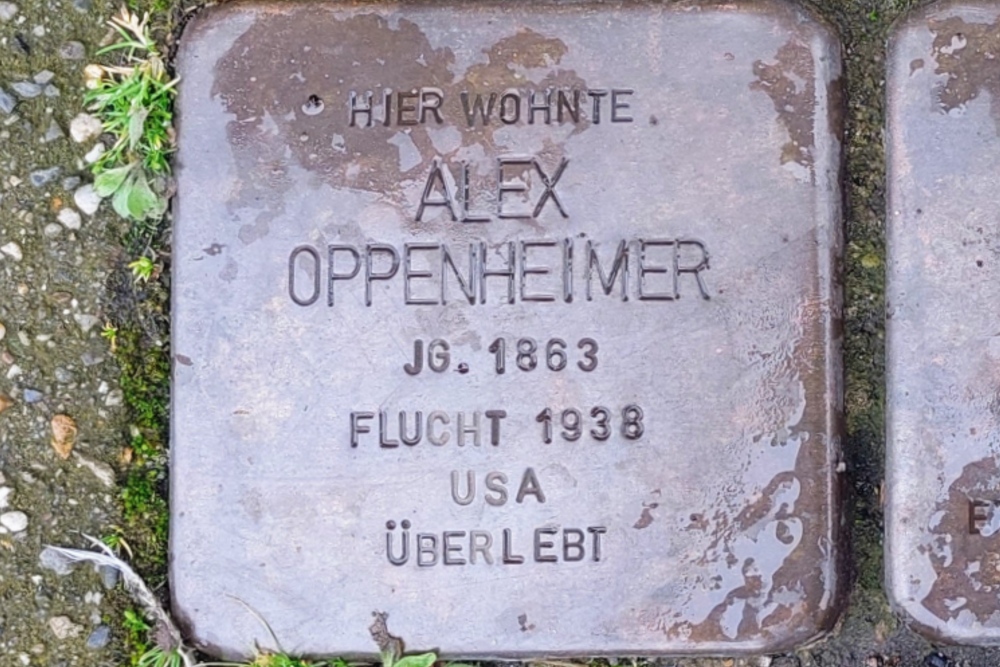 HIER WOHNTE
ALEX
OPPENHEIMER
JG. 1863
FLUCHT 1938
USA
ÜBERLEBT